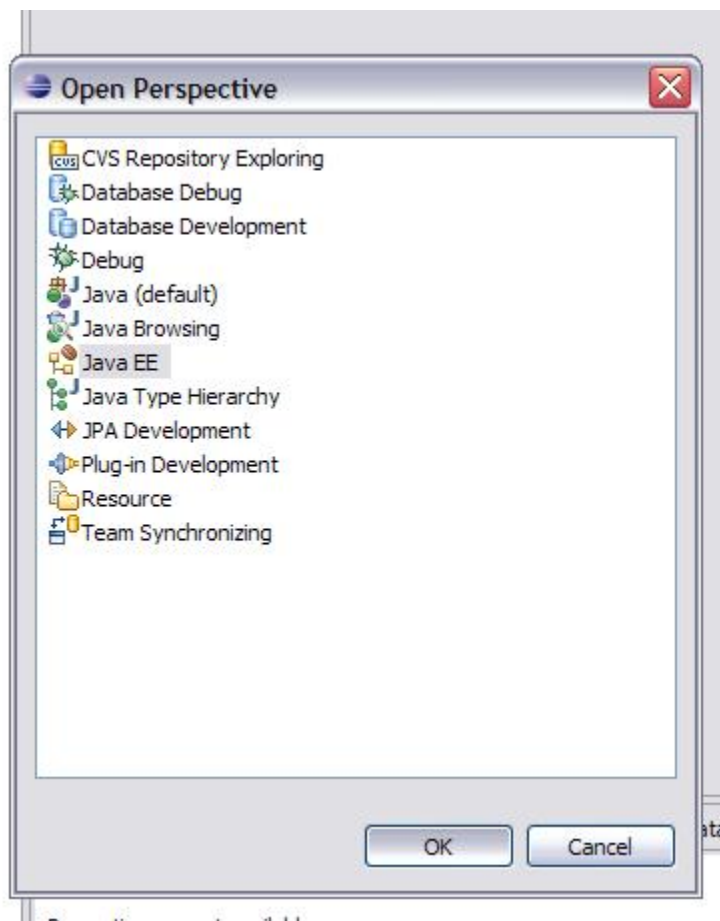 Open Perspective
CVS Repository Exploring
Database Debug
Database Development
Debug
Java (default)
Java Browsing
Java EE
Java Type Hierarchy
JPA Development
Plug-in Development
Resource
Team Synchronizing
OK
Cancel